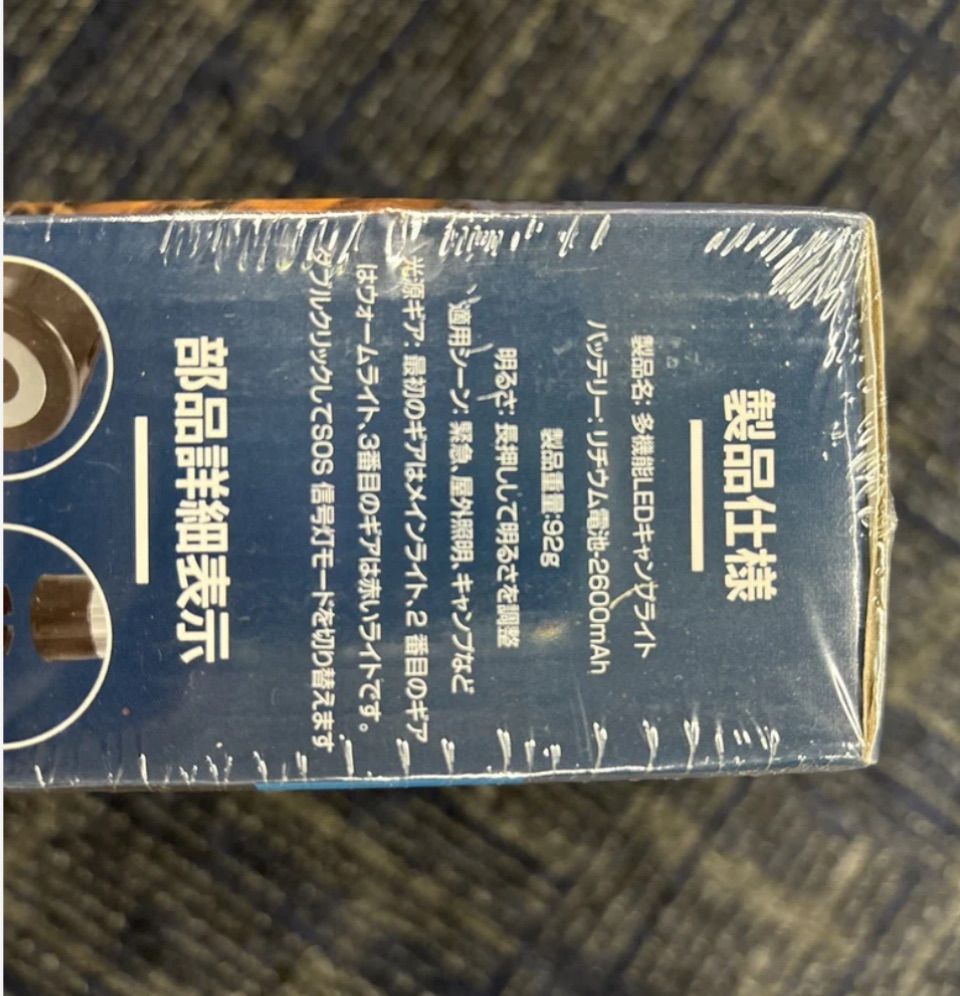 製品仕様
製品名: 多機能LEDキャンプライト
バッテリー: リチウム電池-2600mAh
製品重量:92g
明るさ: 長押しして明るさを調整
適用シーン: 緊急、屋外照明、キャンプなど
光源ギア: 最初のギアはメインライト、2 番目のギア
はウォームライト、3番目のギアは赤いライトです。
ダブルクリックしてSOS 信号灯モードを切り替えます
部品詳細表示